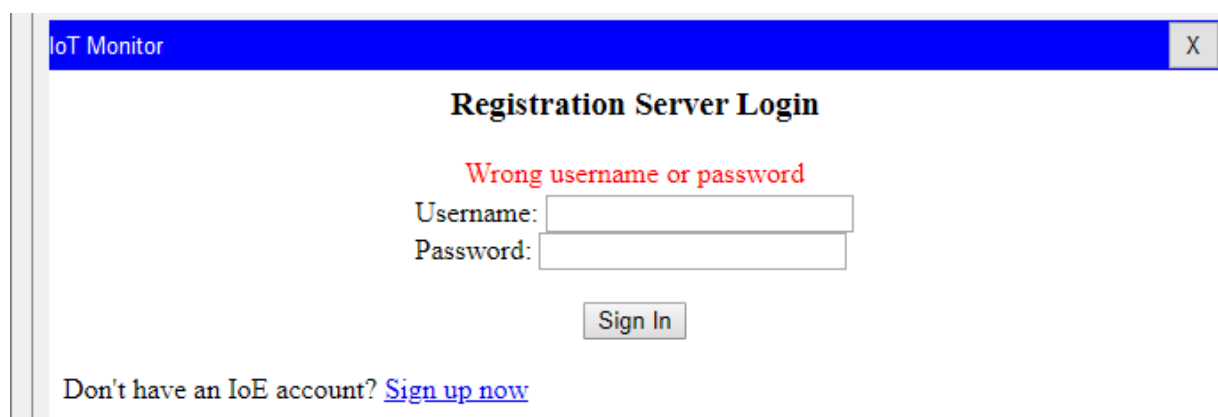 IoT Monitor X
Registration Server Login
Wrong username or password
Username:
Password:
Sign In
Don't have an IoE account? Sign up now